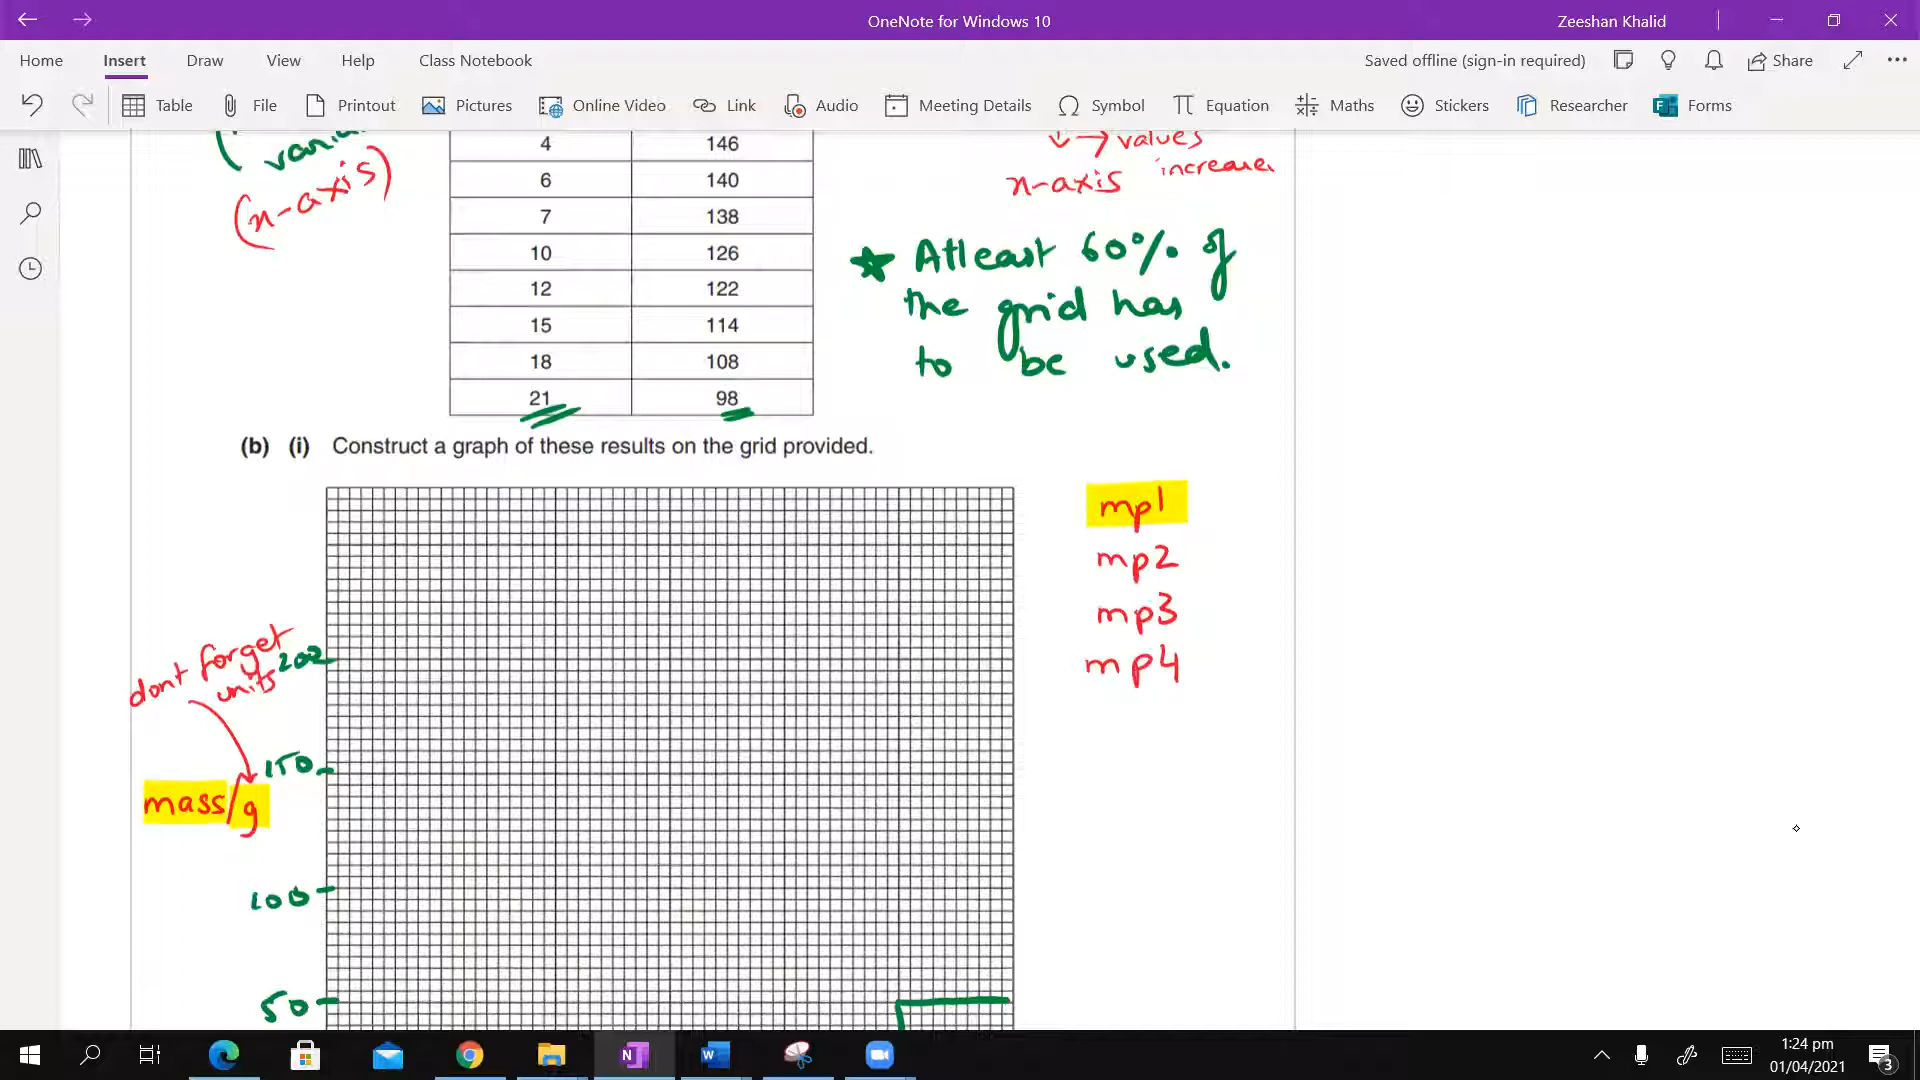 OneNote for Windows 10
Zeeshan Khalid
Home Insert Draw View Help Class Notebook
Saved offline (sign-in required) Share
Table File Printout Pictures Online Video Link Audio Meeting Details Symbol Equation Maths Stickers Researcher Forms
(x-axis)
4 146
6 140
7 138
10 126
12 122
15 114
18 108
21 98
→ values
increase
x-axis
★ Atleast 60% of
the grid has
to be used.
(b) (i) Construct a graph of these results on the grid provided.
mp1
mp2
mp3
mp4
dont forget
units
200
150
mass/g
100
50
1:24 pm
01/04/2021
3